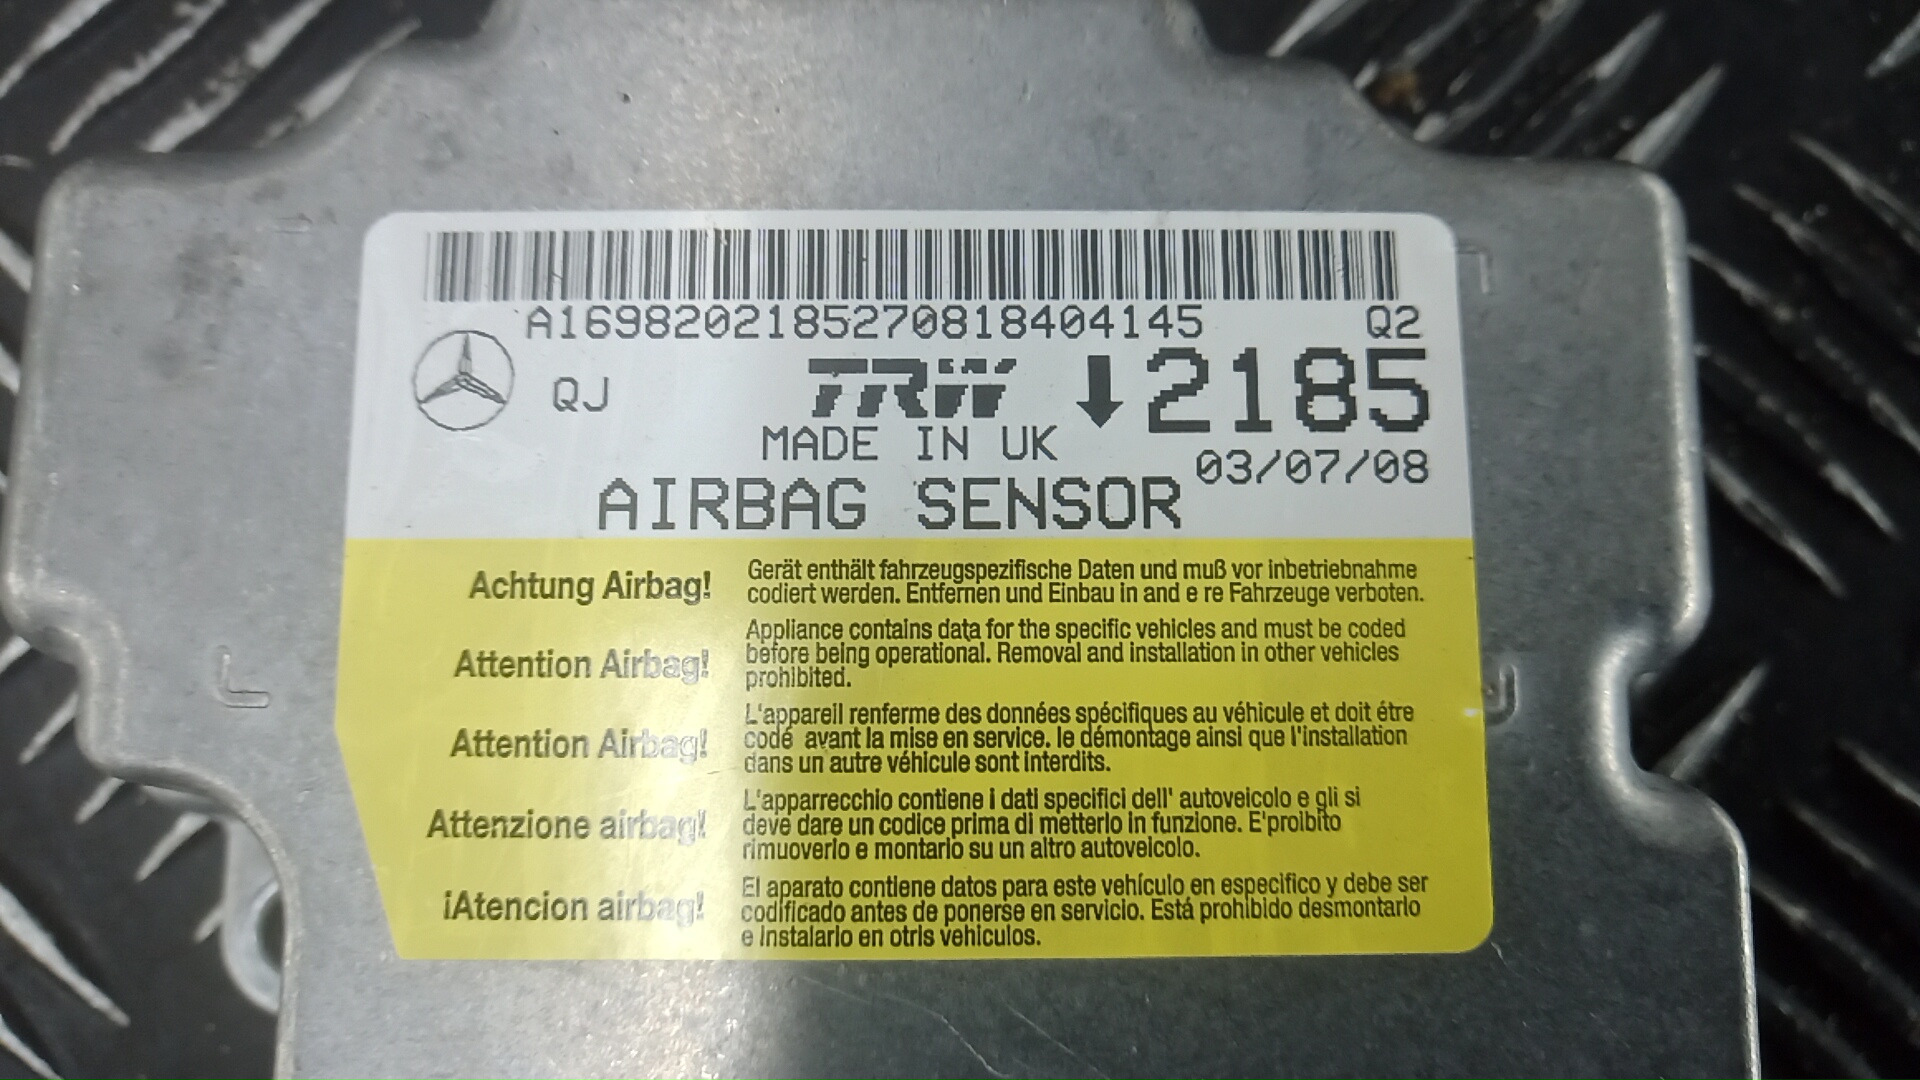 A1698202185270818404145 Q2
QJ TRW 2185
MADE IN UK
03/07/08
AIRBAG SENSOR
Achtung Airbag!
Gerät enthält fahrzeugspezifische Daten und muß vor inbetriebnahme
codiert werden. Entfernen und Einbau in and e re Fahrzeuge verboten.
Attention Airbag!
Appliance contains data for the specific vehicles and must be coded
before being operational. Removal and installation in other vehicles
prohibited.
Attention Airbag!
L'appareil renferme des données spécifiques au véhicule et doit étre
codé avant la mise en service. le démontage ainsi que l'installation
dans un autre véhicule sont interdits.
Attenzione airbag!
L'apparrecchio contiene i dati specifici dell' autoveicolo e gli si
deve dare un codice prima di metterlo in funzione. E'proibito
rimuoverlo e montarlo su un altro autoveicolo.
¡Atencion airbag!
El aparato contiene datos para este vehículo en especifico y debe ser
codificado antes de ponerse en servicio. Está prohibido desmontarlo
e instalarlo en otris vehiculos.